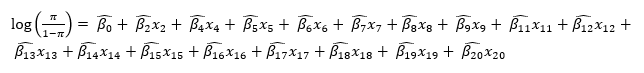 log(π/(1−π)) = β̂₀ + β̂₂x₂ + β̂₄x₄ + β̂₅x₅ + β̂₆x₆ + β̂₇x₇ + β̂₈x₈ + β̂₉x₉ + β̂₁₁x₁₁ + β̂₁₂x₁₂ +
β̂₁₃x₁₃ + β̂₁₄x₁₄ + β̂₁₅x₁₅ + β̂₁₆x₁₆ + β̂₁₇x₁₇ + β̂₁₈x₁₈ + β̂₁₉x₁₉ + β̂₂₀x₂₀